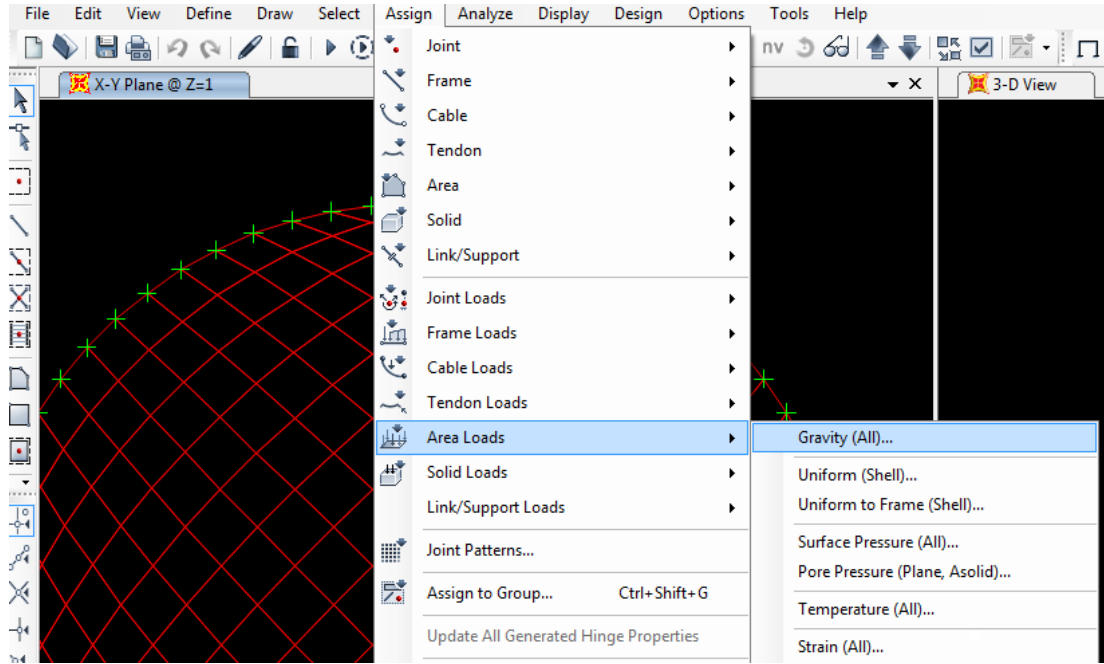 File Edit View Define Draw Select Assign Analyze Display Design Options Tools Help
nv
X-Y Plane @ Z=1
3-D View
Joint
Frame
Cable
Tendon
Area
Solid
Link/Support
Joint Loads
Frame Loads
Cable Loads
Tendon Loads
Area Loads
Solid Loads
Link/Support Loads
Joint Patterns...
Assign to Group... Ctrl+Shift+G
Update All Generated Hinge Properties
Gravity (All)...
Uniform (Shell)...
Uniform to Frame (Shell)...
Surface Pressure (All)...
Pore Pressure (Plane, Asolid)...
Temperature (All)...
Strain (All)...